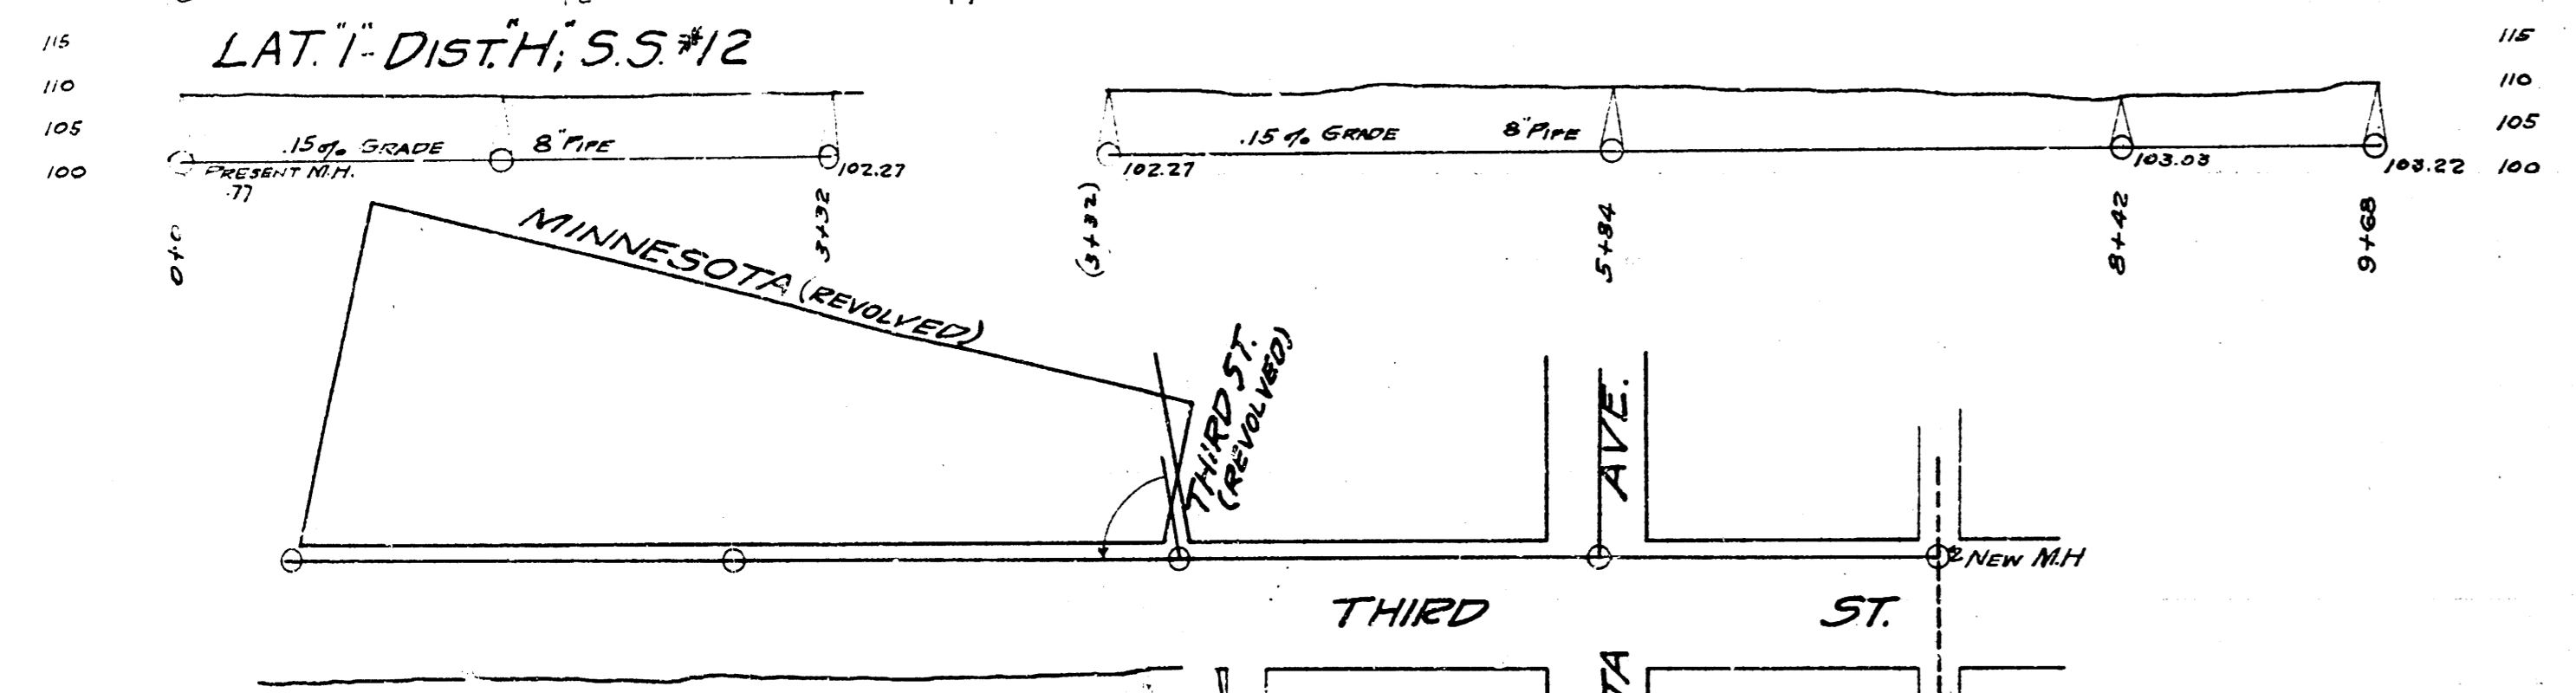 LAT. "I" - DIST. "H", S.S. #12
115
110
105
100
115
110
105
100
.15% GRADE
8" PIPE
PRESENT M.H.
.77
102.27
102.27
.15% GRADE
8" PIPE
103.03
103.22
0+0
3+32
(3+32)
5+84
8+42
9+68
MINNESOTA (REVOLVED)
THIRD ST.
(REVOLVED)
AVE.
NEW M.H
THIRD ST.
TA